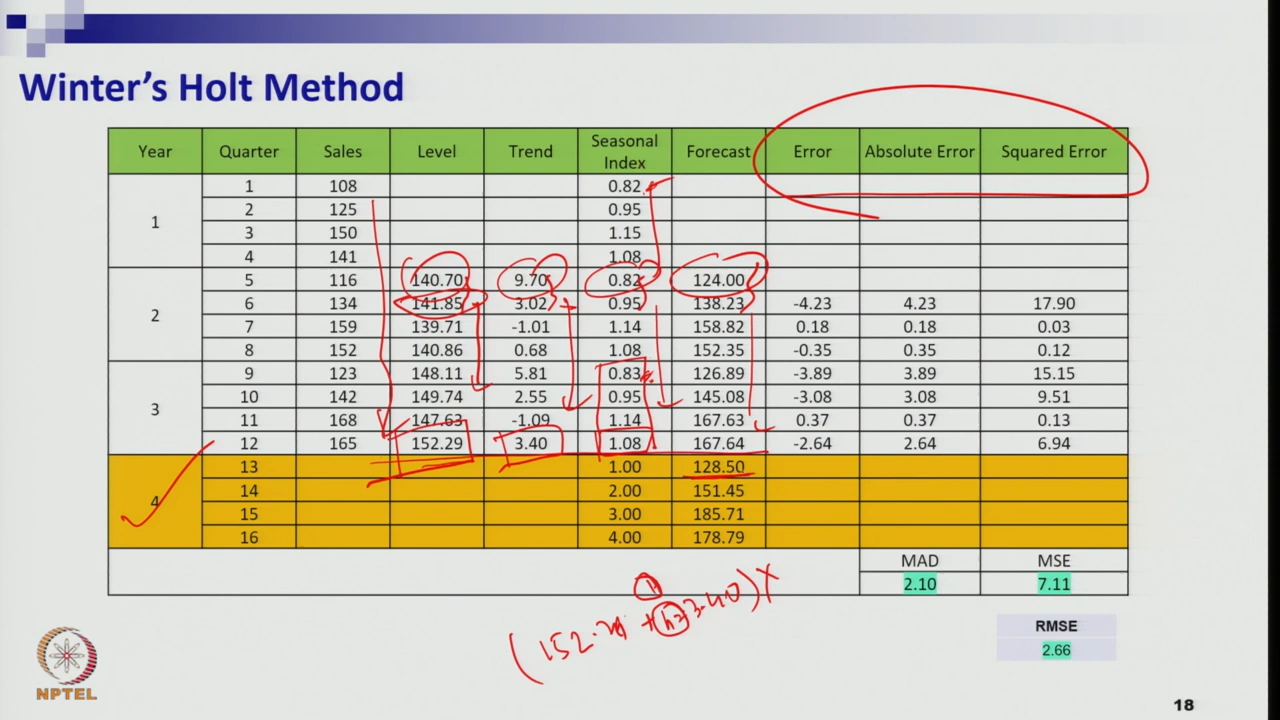 Winter's Holt Method
Year Quarter Sales Level Trend Seasonal Index Forecast Error Absolute Error Squared Error
1 1 108 0.82
2 125 0.95
3 150 1.15
4 141 1.08
2 5 116 140.70 9.70 0.82 124.00
6 134 141.85 3.02 0.95 138.23 -4.23 4.23 17.90
7 159 139.71 -1.01 1.14 158.82 0.18 0.18 0.03
8 152 140.86 0.68 1.08 152.35 -0.35 0.35 0.12
3 9 123 148.11 5.81 0.83 126.89 -3.89 3.89 15.15
10 142 149.74 2.55 0.95 145.08 -3.08 3.08 9.51
11 168 147.63 -1.09 1.14 167.63 0.37 0.37 0.13
12 165 152.29 3.40 1.08 167.64 -2.64 2.64 6.94
4 13 1.00 128.50
14 2.00 151.45
15 3.00 185.71
16 4.00 178.79
MAD MSE
2.10 7.11
RMSE
2.66
3.40) X
NPTEL
18